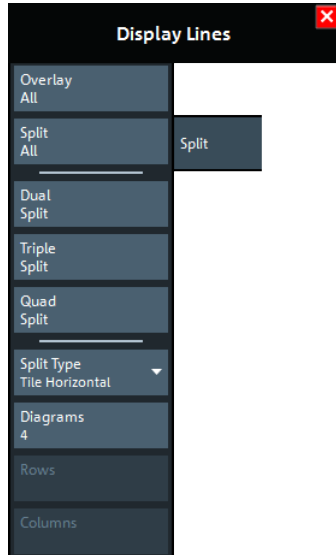 Display Lines
Overlay
All
Split
All
Split
Dual
Split
Triple
Split
Quad
Split
Split Type
Tile Horizontal
Diagrams
4
Rows
Columns